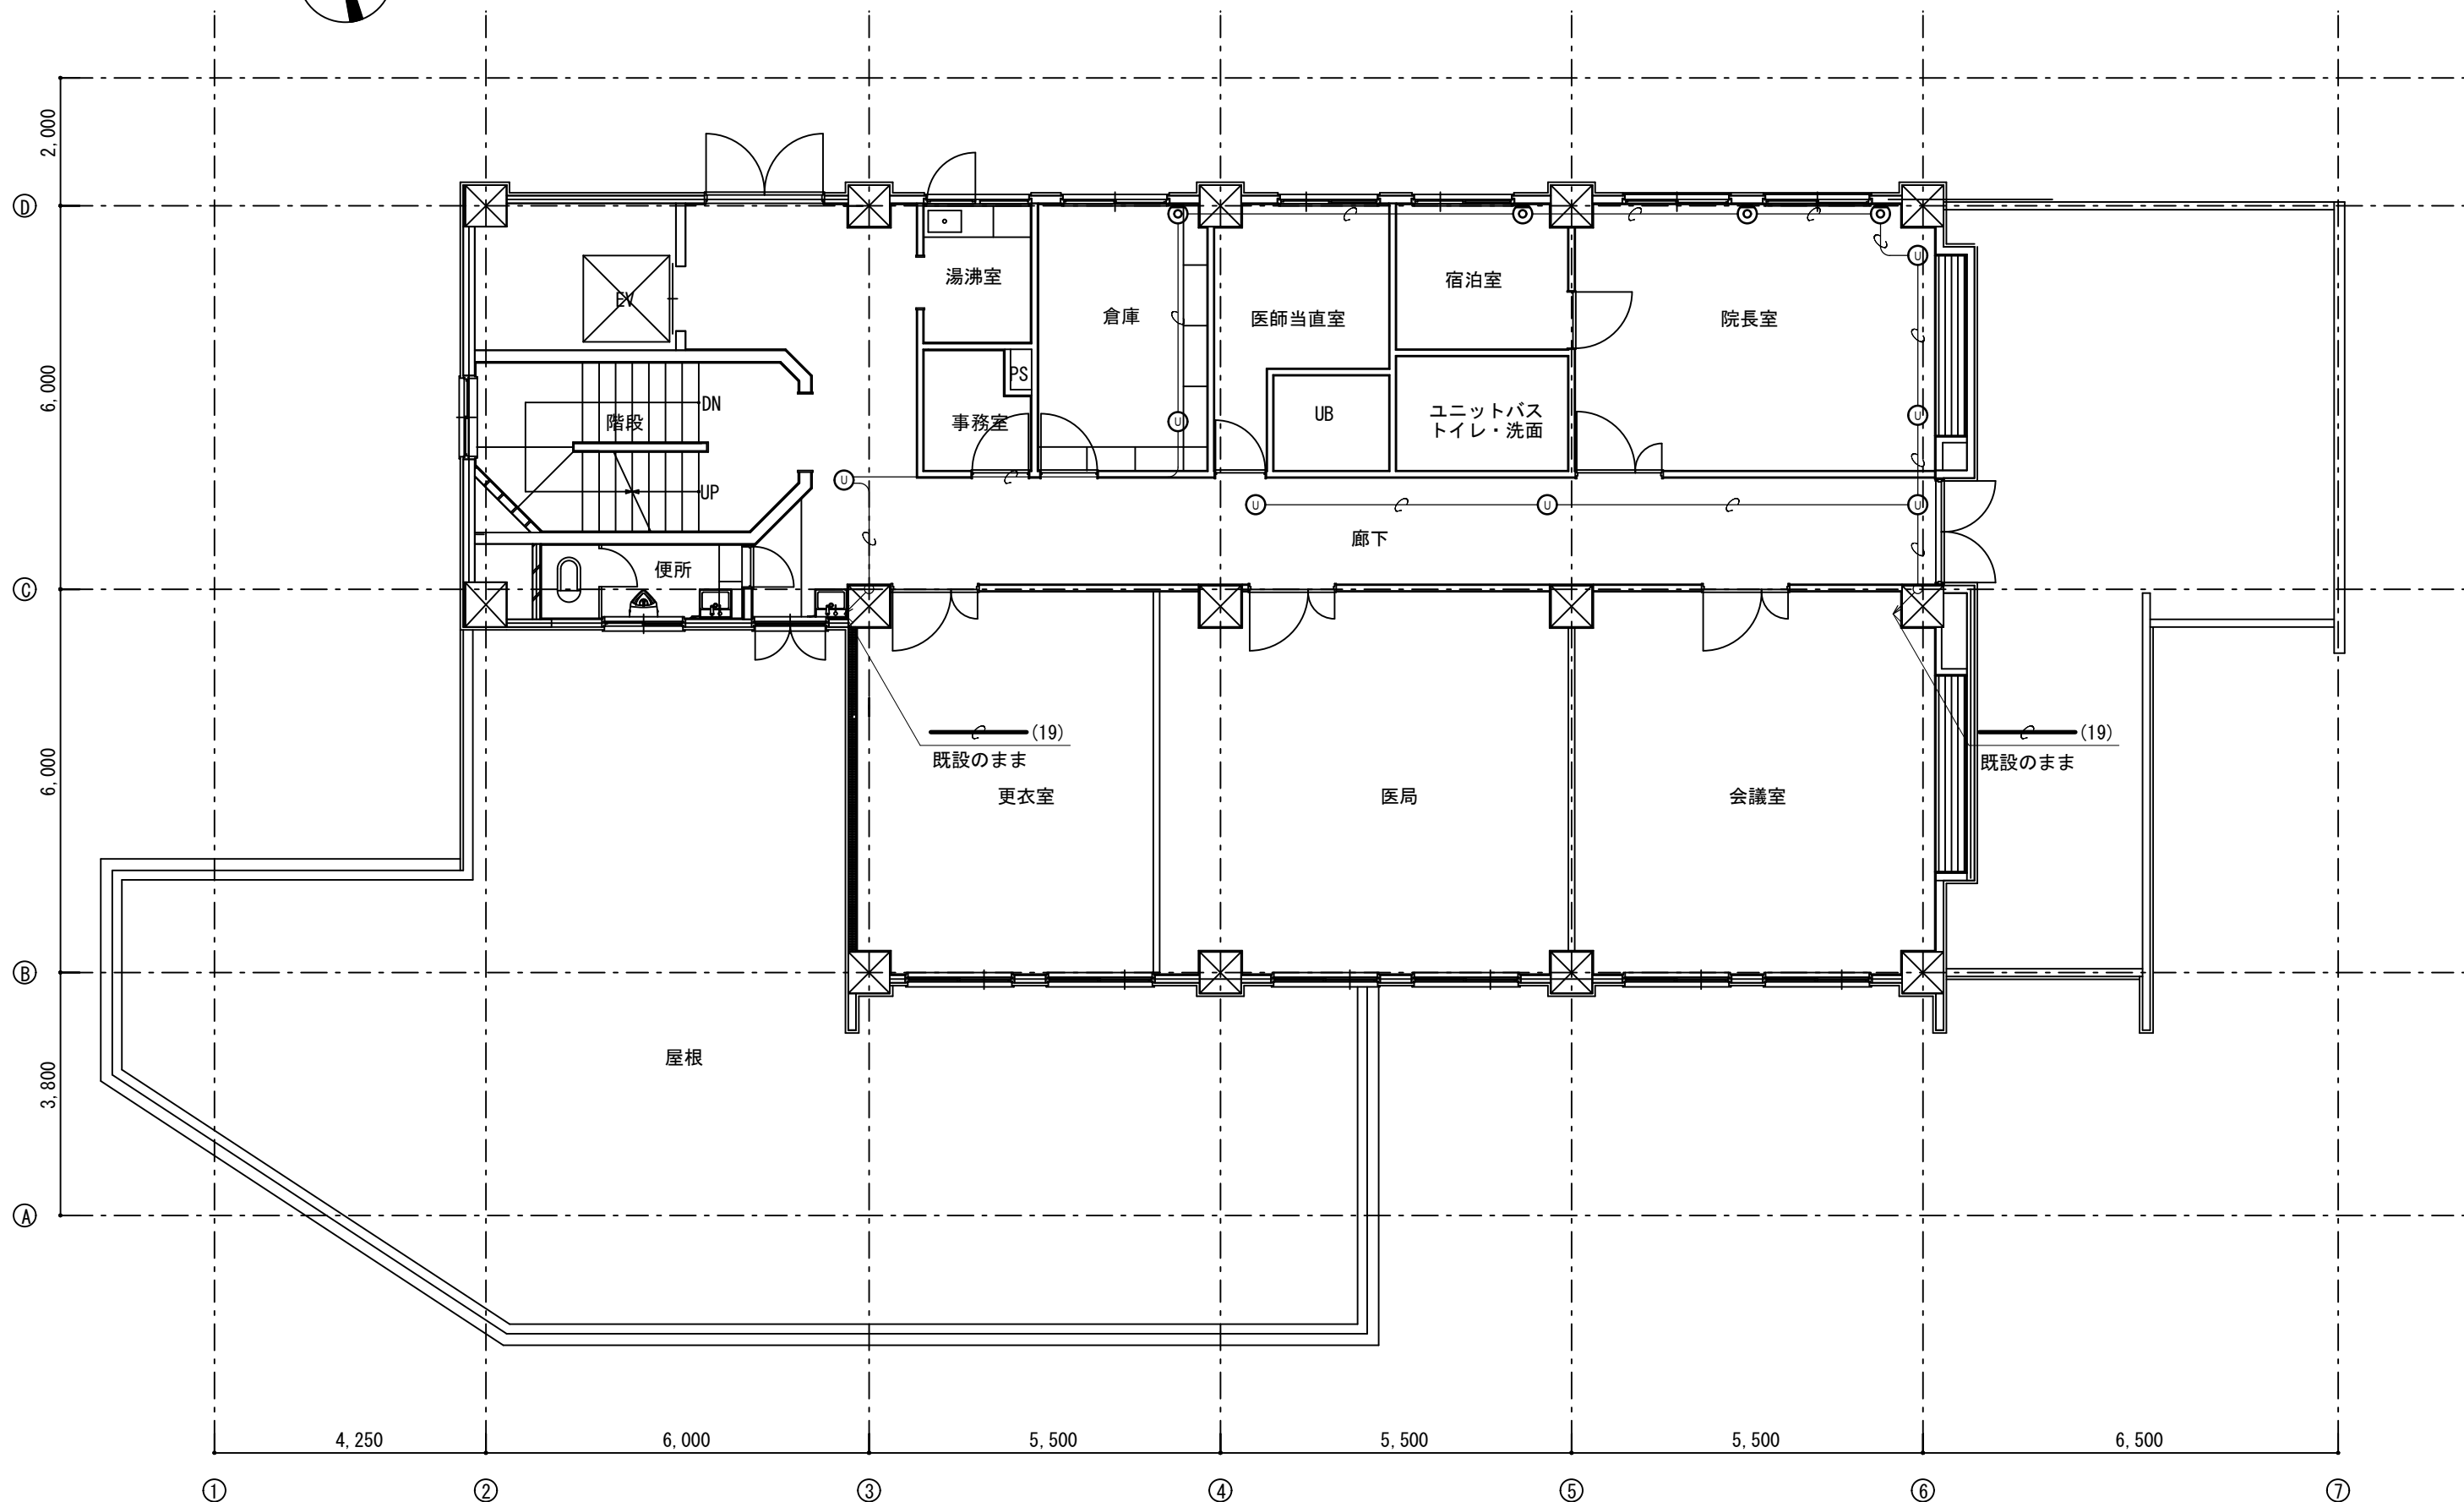 2,000
D
湯沸室
宿泊室
EV
倉庫
医師当直室
院長室
U
PS
6,000
DN
階段
事務室
U
UB
ユニットバス
トイレ・洗面
U
UP
U
U
U
U
廊下
便所
C
(19)
既設のまま
(19)
既設のまま
6,000
更衣室
医局
会議室
B
屋根
3,800
A
4,250
6,000
5,500
5,500
5,500
6,500
1
2
3
4
5
6
7